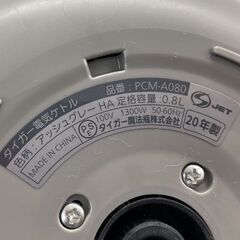 タイガー電気ケトル 品番：PCM-A080
色柄：アッシュグレー HA 定格容量：0.8L
100V 1300W 50-60Hz
タイガー魔法瓶株式会社
MADE IN CHINA
PS E
JET
20年製